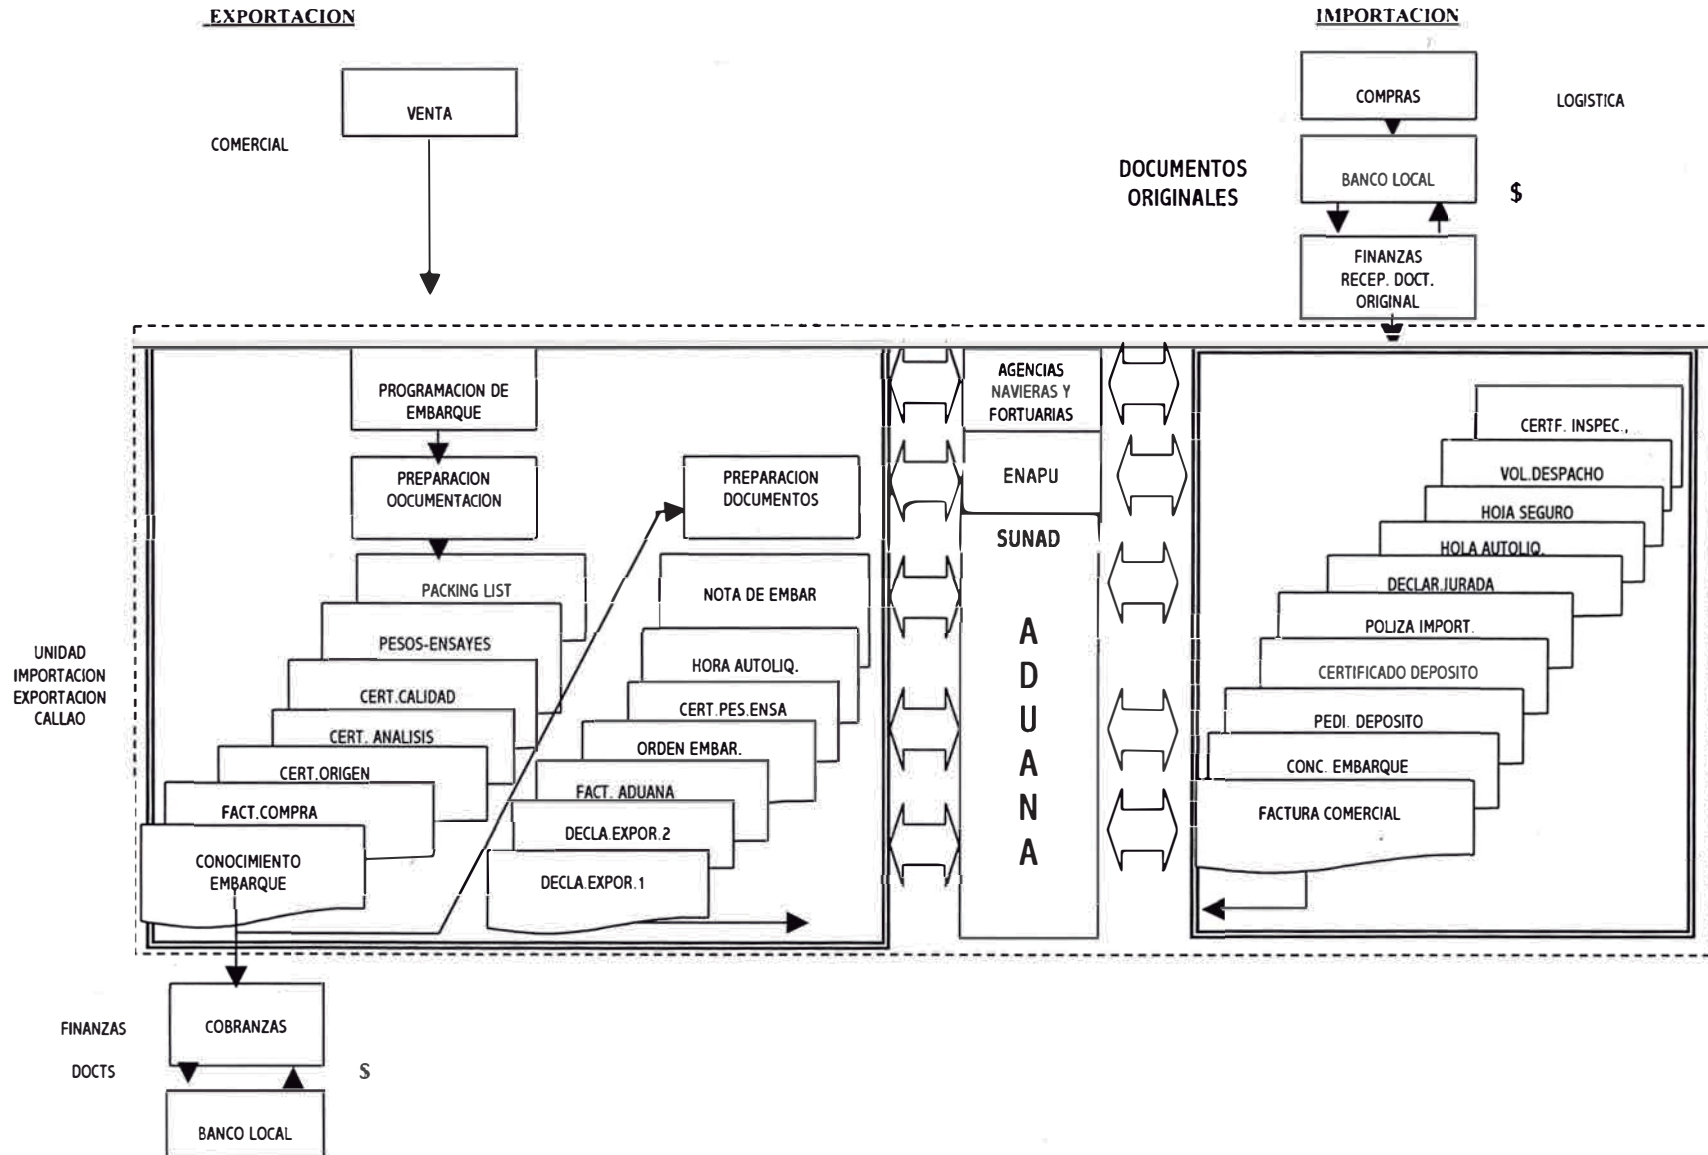 EXPORTACION
IMPORTACION
VENTA
COMERCIAL
COMPRAS
LOGISTICA
DOCUMENTOS
ORIGINALES
BANCO LOCAL
$
FINANZAS
RECEP. DOCT.
ORIGINAL
PROGRAMACION DE
EMBARQUE
PREPARACION
OOCUMENTACION
PREPARACION
DOCUMENTOS
PACKING LIST
PESOS-ENSAYES
CERT.CALIDAD
CERT. ANALISIS
CERT.ORIGEN
FACT.COMPRA
CONOCIMIENTO
EMBARQUE
NOTA DE EMBAR
HORA AUTOLIQ.
CERT.PES.ENSA
ORDEN EMBAR.
FACT. ADUANA
DECLA.EXPOR.2
DECLA.EXPOR.1
AGENCIAS
NAVIERAS Y
FORTUARIAS
ENAPU
SUNAD
A
D
U
A
N
A
CERTF. INSPEC.,
VOL.DESPACHO
HOJA SEGURO
HOLA AUTOLIQ.
DECLAR.JURADA
POLIZA IMPORT.
CERTIFICADO DEPOSITO
PEDI. DEPOSITO
CONC. EMBARQUE
FACTURA COMERCIAL
UNIDAD
IMPORTACION
EXPORTACION
CALLAO
FINANZAS
COBRANZAS
DOCTS
$
BANCO LOCAL